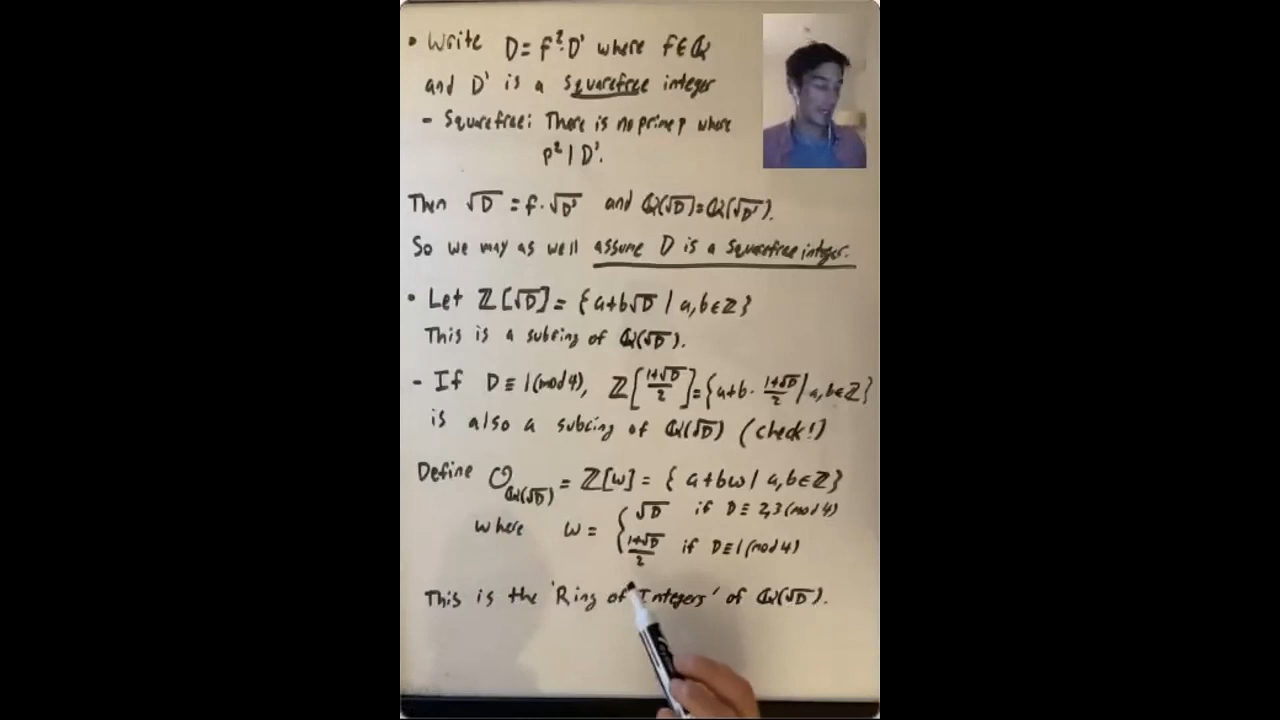 • Write D = f²·D' where f∈ℚ
and D' is a squarefree integer
- Squarefree: There is no prime p where
p² | D'.
Then √D = f·√D' and ℚ(√D)=ℚ(√D').
So we may as well assume D is a squarefree integer.
• Let ℤ[√D] = {a+b√D | a,b∈ℤ}
This is a subring of ℚ(√D).
- If D ≡ 1(mod 4), ℤ[(1+√D)/2] = {a+b·(1+√D)/2 | a,b∈ℤ}
is also a subring of ℚ(√D) (check!)
Define O_ℚ(√D) = ℤ[w] = { a+bw | a,b∈ℤ}
where w = { √D if D ≡ 2,3 (mod 4)
(1+√D)/2 if D≡1(mod 4)
This is the 'Ring of Integers' of ℚ(√D).